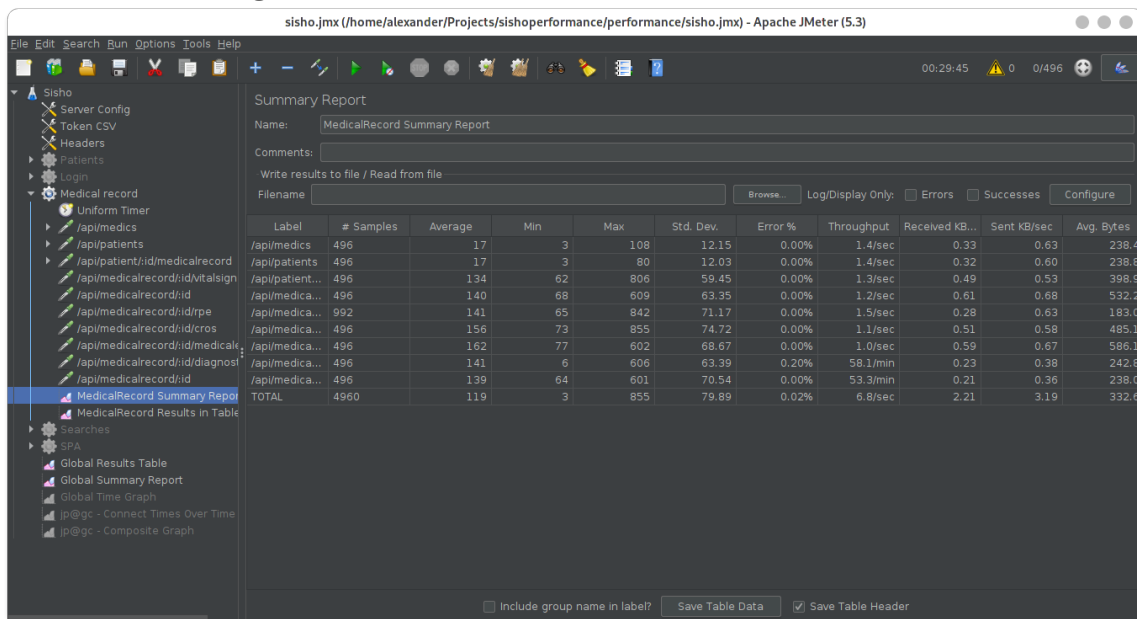 sisho.jmx (/home/alexander/Projects/sishoperformance/performance/sisho.jmx) - Apache JMeter (5.3)
File Edit Search Run Options Tools Help
00:29:45 0 0/496
Sisho
Server Config
Token CSV
Headers
Patients
Login
Medical record
Uniform Timer
/api/medics
/api/patients
/api/patient/:id/medicalrecord
/api/medicalrecord/:id/vitalsign
/api/medicalrecord/:id
/api/medicalrecord/:id/rpe
/api/medicalrecord/:id/cros
/api/medicalrecord/:id/medicale
/api/medicalrecord/:id/diagnost
/api/medicalrecord/:id
MedicalRecord Summary Repor
MedicalRecord Results in Table
Searches
SPA
Global Results Table
Global Summary Report
Global Time Graph
jp@gc - Connect Times Over Time
jp@gc - Composite Graph
Summary Report
Name: MedicalRecord Summary Report
Comments:
Write results to file / Read from file
Filename Browse... Log/Display Only: Errors Successes Configure
Label # Samples Average Min Max Std. Dev. Error % Throughput Received KB... Sent KB/sec Avg. Bytes
/api/medics 496 17 3 108 12.15 0.00% 1.4/sec 0.33 0.63 238.4
/api/patients 496 17 3 80 12.03 0.00% 1.4/sec 0.32 0.60 238.8
/api/patient... 496 134 62 806 59.45 0.00% 1.3/sec 0.49 0.53 398.9
/api/medica... 496 140 68 609 63.35 0.00% 1.2/sec 0.61 0.68 532.2
/api/medica... 992 141 65 842 71.17 0.00% 1.5/sec 0.28 0.63 183.0
/api/medica... 496 156 73 855 74.72 0.00% 1.1/sec 0.51 0.58 485.1
/api/medica... 496 162 77 602 68.67 0.00% 1.0/sec 0.59 0.67 586.1
/api/medica... 496 141 6 606 63.39 0.20% 58.1/min 0.23 0.38 242.8
/api/medica... 496 139 64 601 70.54 0.00% 53.3/min 0.21 0.36 238.0
TOTAL 4960 119 3 855 79.89 0.02% 6.8/sec 2.21 3.19 332.6
Include group name in label? Save Table Data Save Table Header